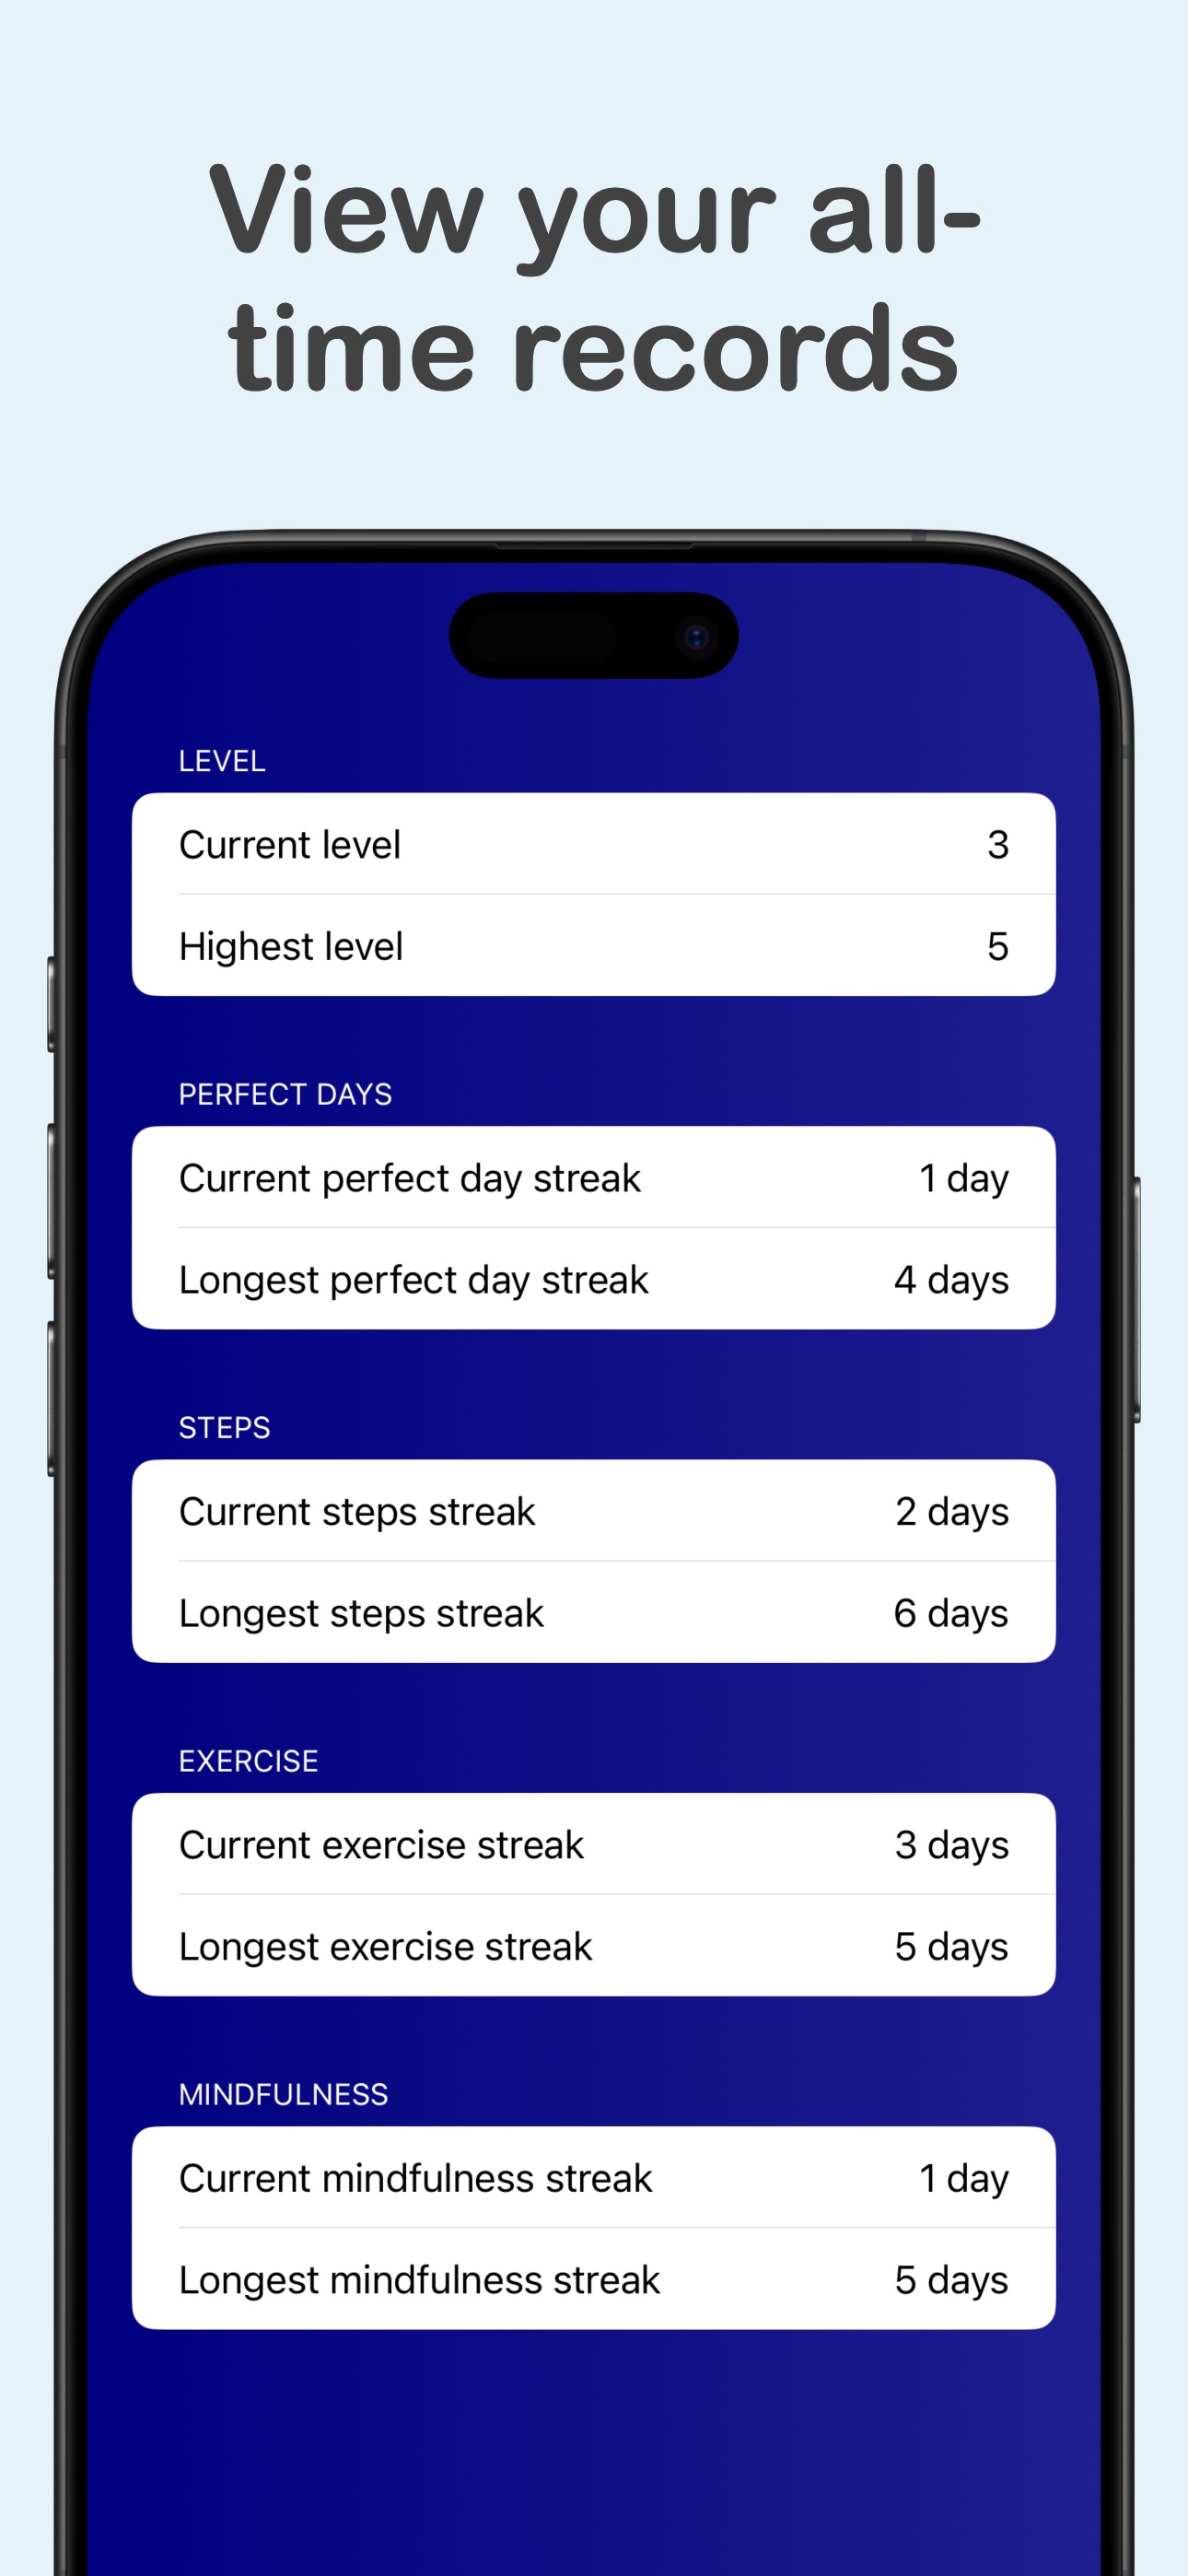 View your all-
time records
LEVEL
Current level 3
Highest level 5
PERFECT DAYS
Current perfect day streak 1 day
Longest perfect day streak 4 days
STEPS
Current steps streak 2 days
Longest steps streak 6 days
EXERCISE
Current exercise streak 3 days
Longest exercise streak 5 days
MINDFULNESS
Current mindfulness streak 1 day
Longest mindfulness streak 5 days